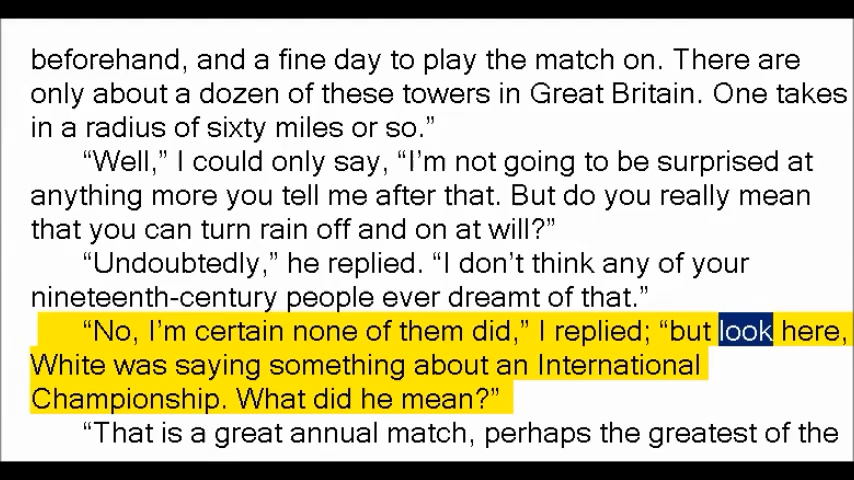 beforehand, and a fine day to play the match on. There are
only about a dozen of these towers in Great Britain. One takes
in a radius of sixty miles or so.”
“Well,” I could only say, “I’m not going to be surprised at
anything more you tell me after that. But do you really mean
that you can turn rain off and on at will?”
“Undoubtedly,” he replied. “I don’t think any of your
nineteenth-century people ever dreamt of that.”
“No, I’m certain none of them did,” I replied; “but look here,
White was saying something about an International
Championship. What did he mean?”
“That is a great annual match, perhaps the greatest of the